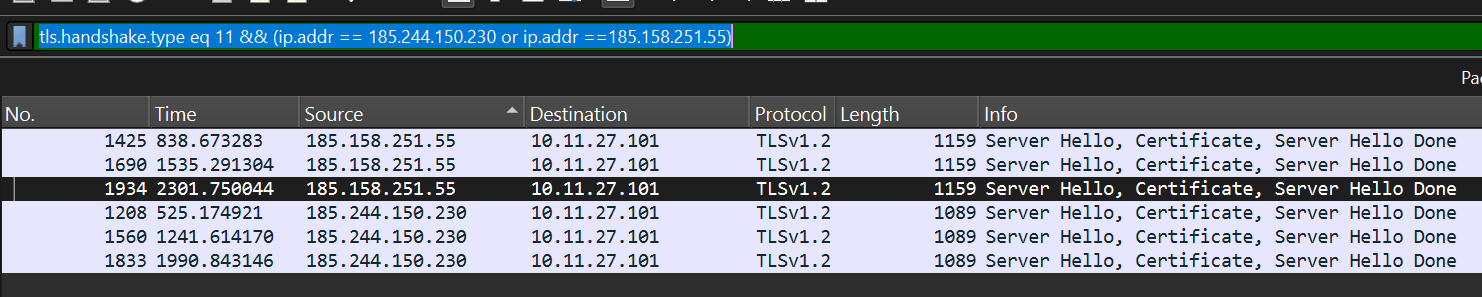 tls.handshake.type eq 11 && (ip.addr == 185.244.150.230 or ip.addr ==185.158.251.55)
Pac
No. Time Source Destination Protocol Length Info
1425 838.673283 185.158.251.55 10.11.27.101 TLSv1.2 1159 Server Hello, Certificate, Server Hello Done
1690 1535.291304 185.158.251.55 10.11.27.101 TLSv1.2 1159 Server Hello, Certificate, Server Hello Done
1934 2301.750044 185.158.251.55 10.11.27.101 TLSv1.2 1159 Server Hello, Certificate, Server Hello Done
1208 525.174921 185.244.150.230 10.11.27.101 TLSv1.2 1089 Server Hello, Certificate, Server Hello Done
1560 1241.614170 185.244.150.230 10.11.27.101 TLSv1.2 1089 Server Hello, Certificate, Server Hello Done
1833 1990.843146 185.244.150.230 10.11.27.101 TLSv1.2 1089 Server Hello, Certificate, Server Hello Done